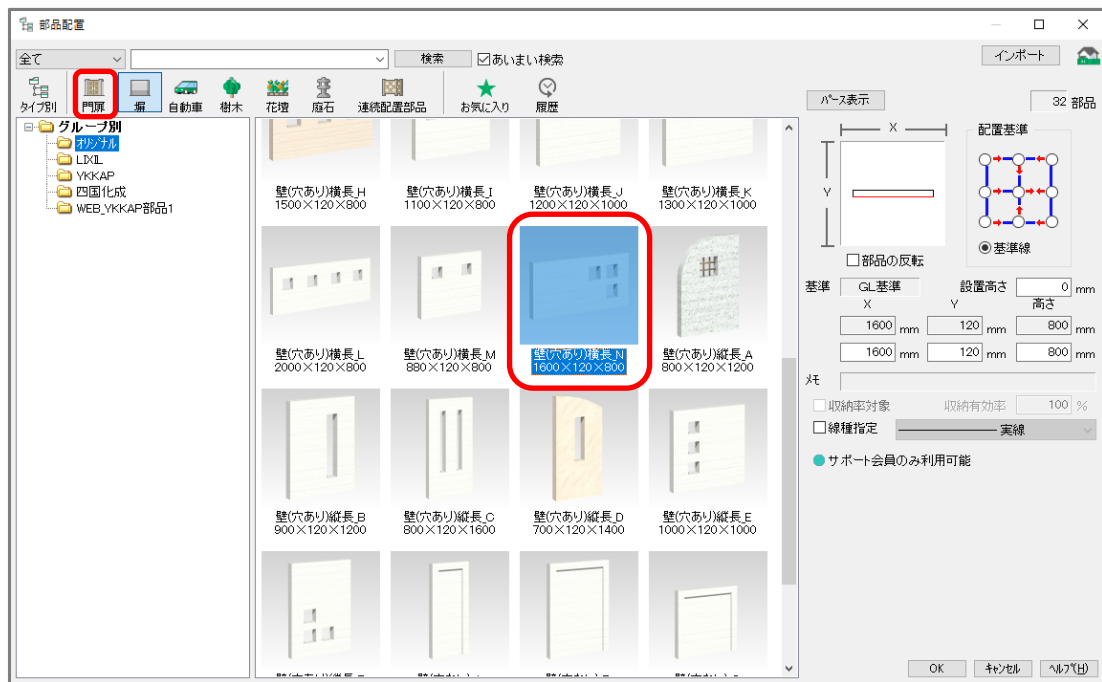 部品配置
全て
検索
あいまい検索
インポート
タイプ別
門扉
塀
自動車
樹木
花壇
庭石
連続配置部品
お気に入り
履歴
パース表示
32 部品
グループ別
オリジナル
LIXIL
YKKAP
四国化成
WEB_YKKAP部品1
壁(穴あり)横長_H
1500×120×800
壁(穴あり)横長_I
1100×120×800
壁(穴あり)横長_J
1200×120×1000
壁(穴あり)横長_K
1300×120×1000
壁(穴あり)横長_L
2000×120×800
壁(穴あり)横長_M
880×120×800
壁(穴あり)横長_N
1600×120×800
壁(穴あり)縦長_A
800×120×1200
壁(穴あり)縦長_B
900×120×1200
壁(穴あり)縦長_C
800×120×1600
壁(穴あり)縦長_D
700×120×1400
壁(穴あり)縦長_E
1000×120×1000
X
Y
配置基準
基準線
部品の反転
基準 GL基準 設置高さ 0 mm
X Y 高さ
1600 mm 120 mm 800 mm
1600 mm 120 mm 800 mm
メモ
収納率対象 収納有効率 100 %
線種指定 実線
サポート会員のみ利用可能
OK キャンセル ヘルプ(H)